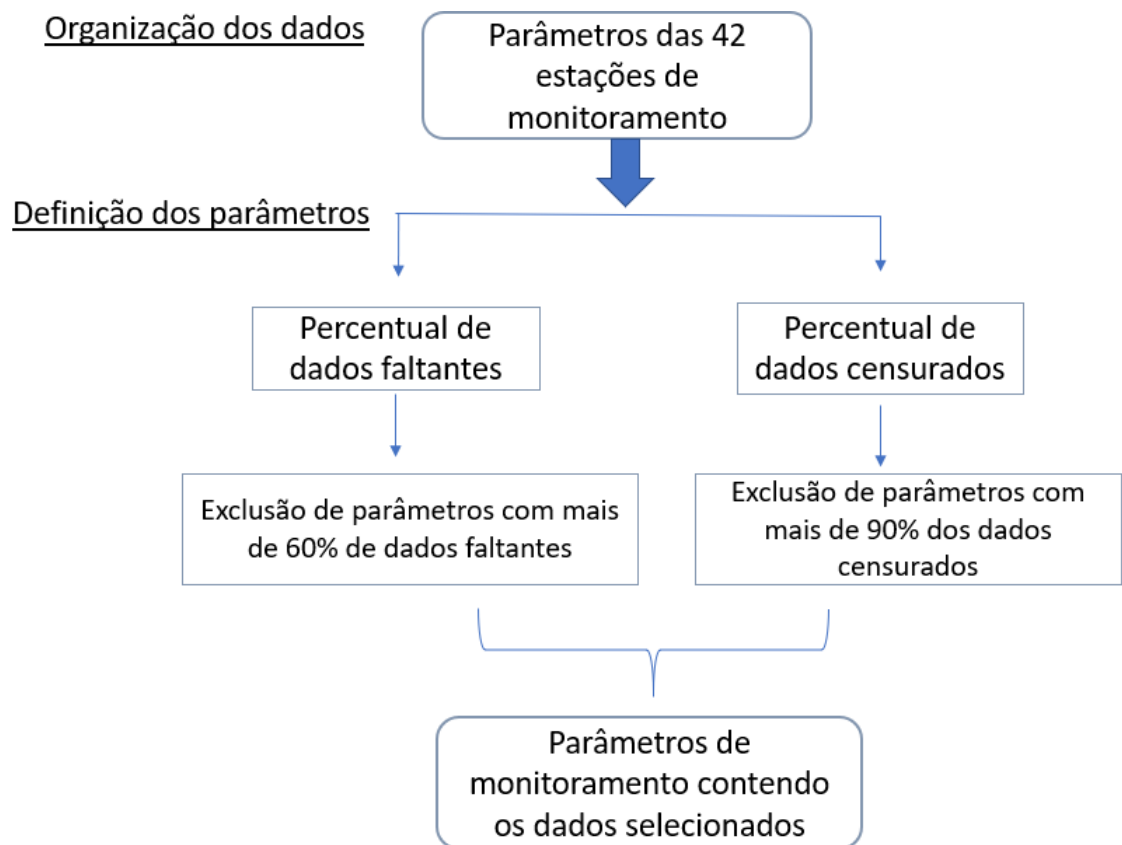 Organização dos dados
Parâmetros das 42
estações de
monitoramento
Definição dos parâmetros
Percentual de
dados faltantes
Percentual de
dados censurados
Exclusão de parâmetros com mais
de 60% de dados faltantes
Exclusão de parâmetros com
mais de 90% dos dados
censurados
Parâmetros de
monitoramento contendo
os dados selecionados